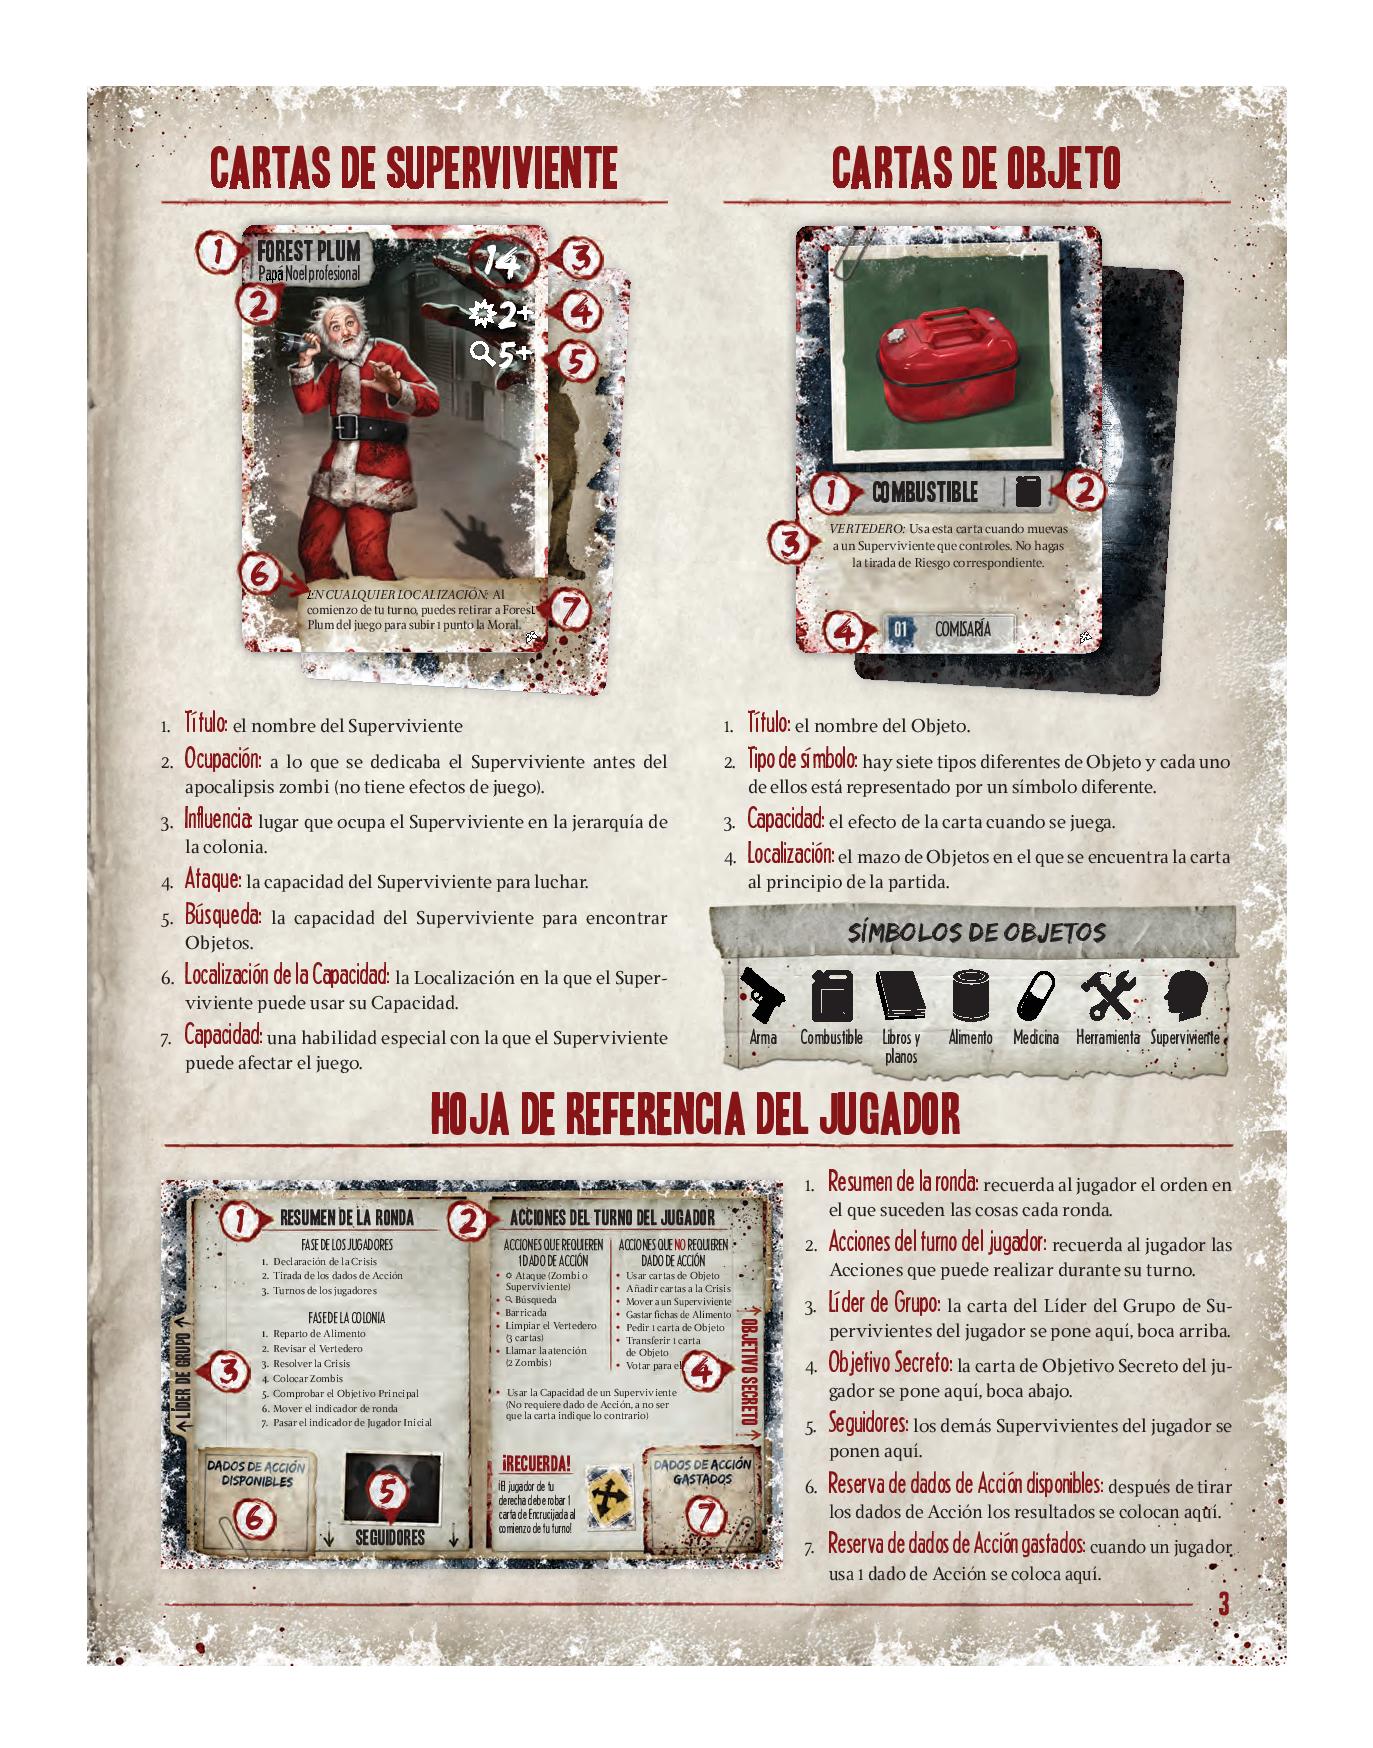 CARTAS DE SUPERVIVIENTE
1
FOREST PLUM
Papá Noel profesional
2
14
3
2+
4
5+
5
6
EN CUALQUIER LOCALIZACIÓN: Al
comienzo de tu turno, puedes retirar a Forest
Plum del juego para subir 1 punto la Moral.
7
1. Título: el nombre del Superviviente
2. Ocupación: a lo que se dedicaba el Superviviente antes del
apocalipsis zombi (no tiene efectos de juego).
3. Influencia: lugar que ocupa el Superviviente en la jerarquía de
la colonia.
4. Ataque: la capacidad del Superviviente para luchar.
5. Búsqueda: la capacidad del Superviviente para encontrar
Objetos.
6. Localización de la Capacidad: la Localización en la que el Super-
viviente puede usar su Capacidad.
7. Capacidad: una habilidad especial con la que el Superviviente
puede afectar el juego.
CARTAS DE OBJETO
1
COMBUSTIBLE
2
3
VERTEDERO: Usa esta carta cuando muevas
a un Superviviente que controles. No hagas
la tirada de Riesgo correspondiente.
4
01 COMISARÍA
1. Título: el nombre del Objeto.
2. Tipo de símbolo: hay siete tipos diferentes de Objeto y cada uno
de ellos está representado por un símbolo diferente.
3. Capacidad: el efecto de la carta cuando se juega.
4. Localización: el mazo de Objetos en el que se encuentra la carta
al principio de la partida.
SÍMBOLOS DE OBJETOS
Arma Combustible Libros y planos Alimento Medicina Herramienta Superviviente
HOJA DE REFERENCIA DEL JUGADOR
1
RESUMEN DE LA RONDA
FASE DE LOS JUGADORES
1. Declaración de la Crisis
2. Tirada de los dados de Acción
3. Turnos de los jugadores
FASE DE LA COLONIA
1. Reparto de Alimento
2. Revisar el Vertedero
3. Resolver la Crisis
4. Colocar Zombis
5. Comprobar el Objetivo Principal
6. Mover el indicador de ronda
7. Pasar el indicador de Jugador Inicial
LÍDER DE GRUPO
3
DADOS DE ACCIÓN
DISPONIBLES
6
5
SEGUIDORES
2
ACCIONES DEL TURNO DEL JUGADOR
ACCIONES QUE REQUIEREN
1 DADO DE ACCIÓN
• Ataque (Zombi o
Superviviente)
• Búsqueda
• Barricada
• Limpiar el Vertedero
(3 cartas)
• Llamar la atención
(2 Zombis)
ACCIONES QUE NO REQUIEREN
DADO DE ACCIÓN
• Usar cartas de Objeto
• Añadir cartas a la Crisis
• Mover a un Superviviente
• Gastar fichas de Alimento
• Pedir 1 carta de Objeto
• Transferir 1 carta
de Objeto
• Votar para el
4
OBJETIVO SECRETO
• Usar la Capacidad de un Superviviente
(No requiere dado de Acción, a no ser
que la carta indique lo contrario)
¡RECUERDA!
¡El jugador de tu
derecha debe robar 1
carta de Encrucijada al
comienzo de tu turno!
DADOS DE ACCIÓN
GASTADOS
7
1. Resumen de la ronda: recuerda al jugador el orden en
el que suceden las cosas cada ronda.
2. Acciones del turno del jugador: recuerda al jugador las
Acciones que puede realizar durante su turno.
3. Líder de Grupo: la carta del Líder del Grupo de Su-
pervivientes del jugador se pone aquí, boca arriba.
4. Objetivo Secreto: la carta de Objetivo Secreto del ju-
gador se pone aquí, boca abajo.
5. Seguidores: los demás Supervivientes del jugador se
ponen aquí.
6. Reserva de dados de Acción disponibles: después de tirar
los dados de Acción los resultados se colocan aquí.
7. Reserva de dados de Acción gastados: cuando un jugador
usa 1 dado de Acción se coloca aquí.
3